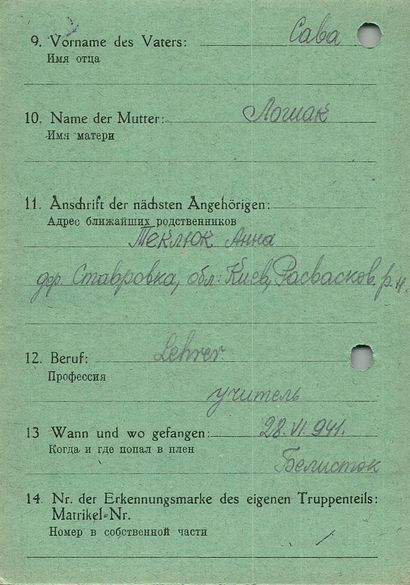 9. Vorname des Vaters: Сава
Имя отца
10. Name der Mutter: Лошак
Имя матери
11. Anschrift der nächsten Angehörigen:
Адрес ближайших родственников
Теклюк Анна
дер. Ставровка, обл: Киев, Расвасков. р-н.
12. Beruf: Lehrer
Профессия
учитель
13 Wann und wo gefangen: 28. VI. 941.
Когда и где попал в плен
Белисток
14. Nr. der Erkennungsmarke des eigenen Truppenteils:
Matrikel-Nr.
Номер в собственной части /